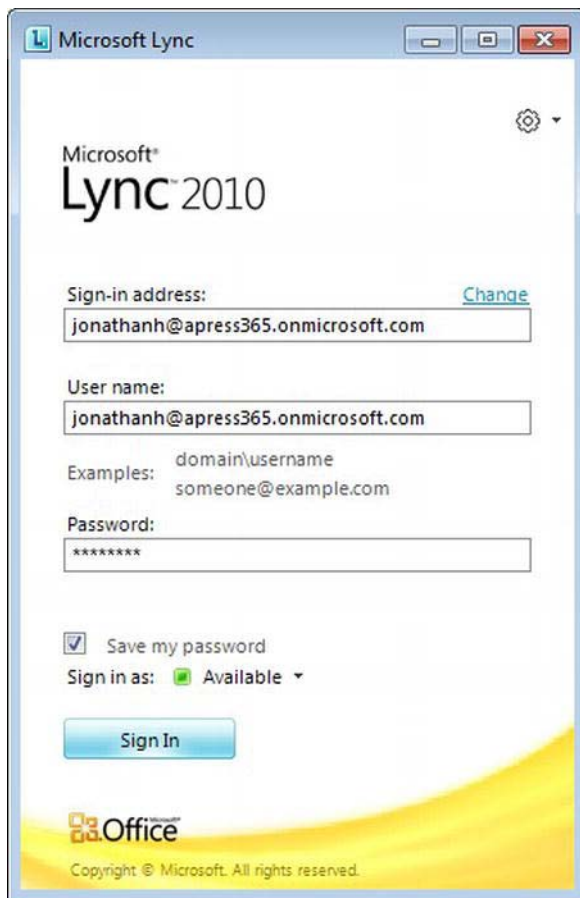 Microsoft Lync
Microsoft®
Lync™ 2010
Sign-in address: Change
jonathanh@apress365.onmicrosoft.com
User name:
jonathanh@apress365.onmicrosoft.com
Examples: domain\username
someone@example.com
Password:
********
Save my password
Sign in as: Available
Sign In
Office
Copyright © Microsoft. All rights reserved.